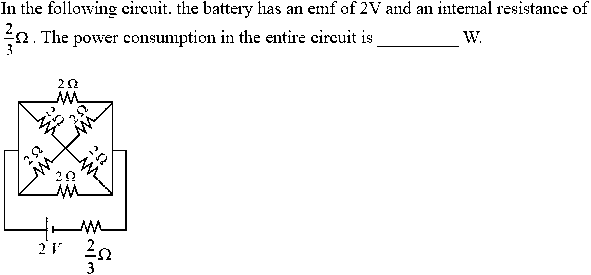 In the following circuit. the battery has an emf of 2V and an internal resistance of
2/3 Ω. The power consumption in the entire circuit is ________ W.
2 Ω
2 Ω
2 Ω
2 Ω
2 Ω
2 Ω
2 V
2/3 Ω